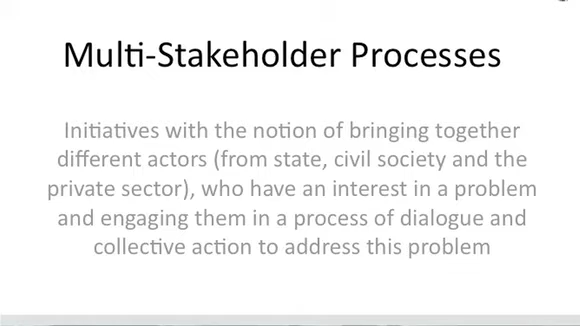 Multi-Stakeholder Processes
Initiatives with the notion of bringing together
different actors (from state, civil society and the
private sector), who have an interest in a problem
and engaging them in a process of dialogue and
collective action to address this problem